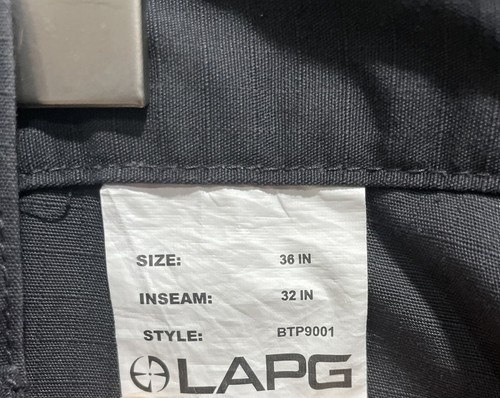 SIZE: 36 IN
INSEAM: 32 IN
STYLE: BTP9001
LAPG